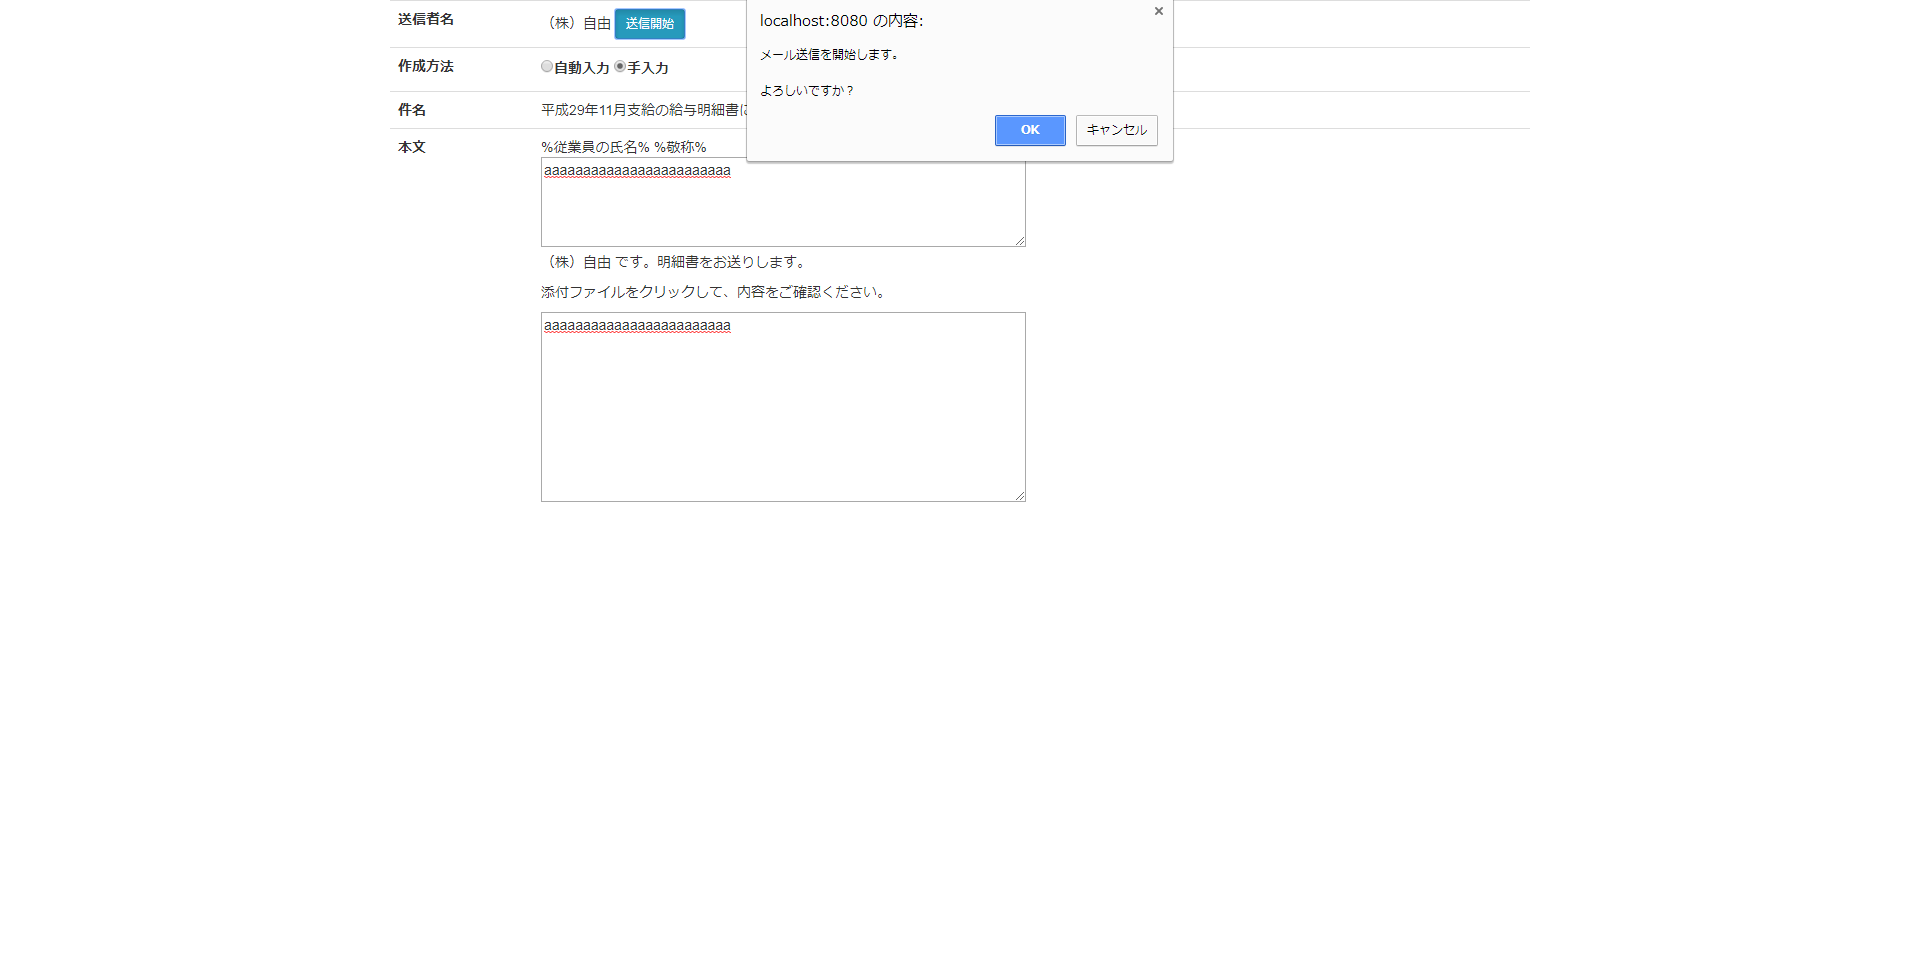 送信者名
（株）自由 送信開始
作成方法
自動入力 手入力
件名
平成29年11月支給の給与明細書
本文
%従業員の氏名% %敬称%
aaaaaaaaaaaaaaaaaaaaaaaa
（株）自由 です。明細書をお送りします。
添付ファイルをクリックして、内容をご確認ください。
aaaaaaaaaaaaaaaaaaaaaaaa
localhost:8080 の内容:
メール送信を開始します。
よろしいですか？
OK キャンセル